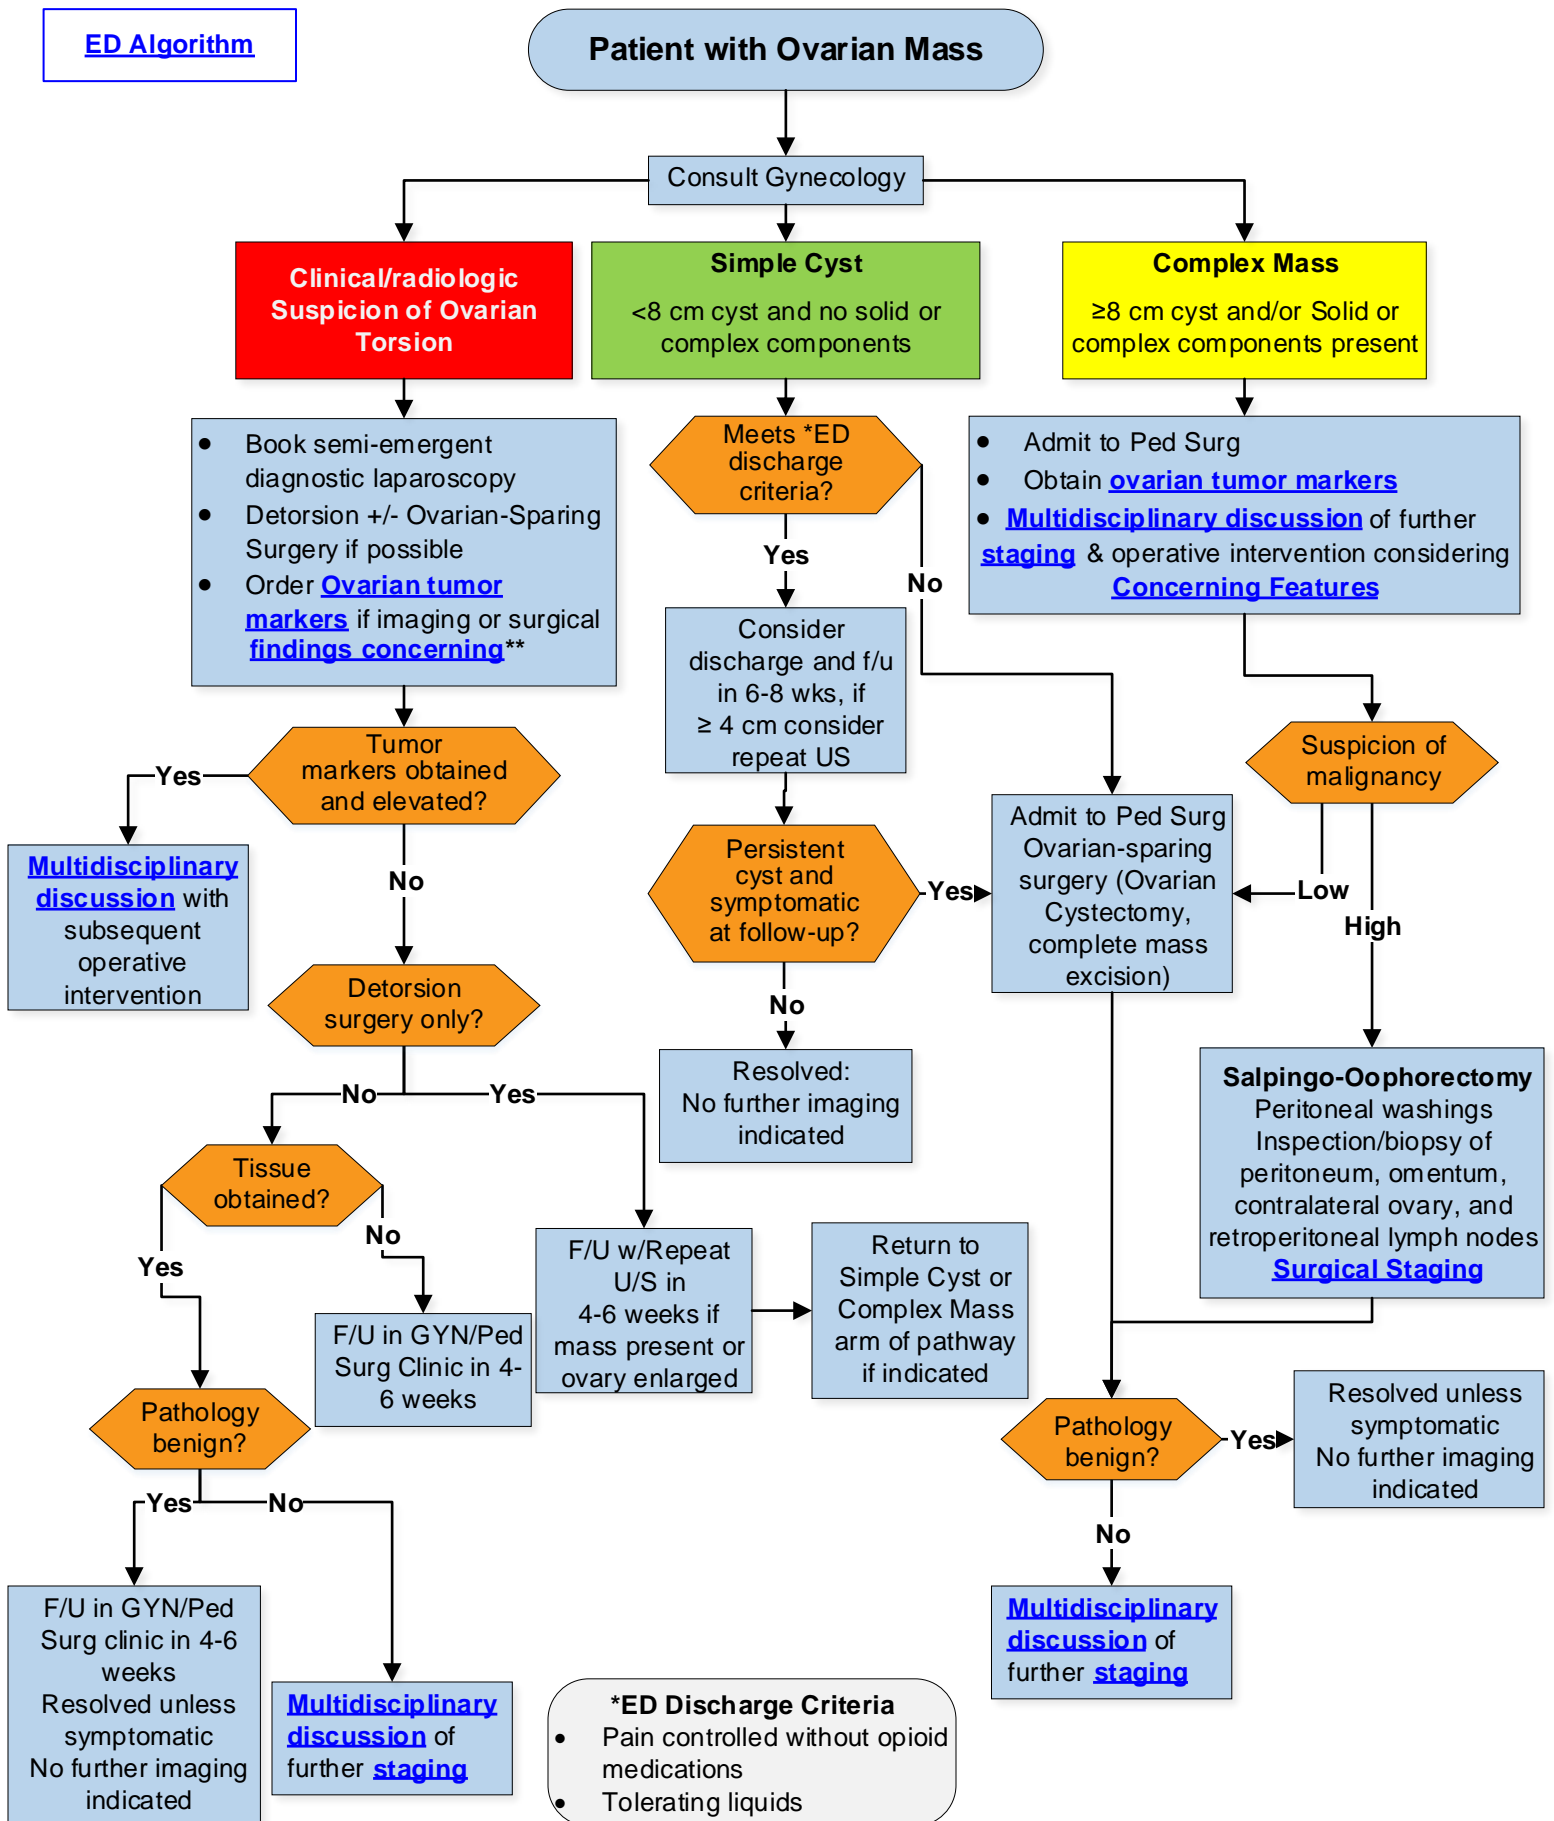 ED Algorithm
Patient with Ovarian Mass
Consult Gynecology
Clinical/radiologic
Suspicion of Ovarian
Torsion
Simple Cyst
<8 cm cyst and no solid or
complex components
Complex Mass
≥8 cm cyst and/or Solid or
complex components present
● Book semi-emergent
diagnostic laparoscopy
● Detorsion +/- Ovarian-Sparing
Surgery if possible
● Order Ovarian tumor
markers if imaging or surgical
findings concerning**
Meets *ED
discharge
criteria?
● Admit to Ped Surg
● Obtain ovarian tumor markers
● Multidisciplinary discussion of further
staging & operative intervention considering
Concerning Features
Yes
No
Consider
discharge and f/u
in 6-8 wks, if
≥ 4 cm consider
repeat US
Tumor
markers obtained
and elevated?
Yes
No
Multidisciplinary
discussion with
subsequent
operative
intervention
Persistent
cyst and
symptomatic
at follow-up?
Yes
No
Admit to Ped Surg
Ovarian-sparing
surgery (Ovarian
Cystectomy,
complete mass
excision)
Suspicion of
malignancy
Low
High
Detorsion
surgery only?
No
Yes
Resolved:
No further imaging
indicated
Salpingo-Oophorectomy
Peritoneal washings
Inspection/biopsy of
peritoneum, omentum,
contralateral ovary, and
retroperitoneal lymph nodes
Surgical Staging
Tissue
obtained?
Yes
No
F/U in GYN/Ped
Surg Clinic in 4-
6 weeks
F/U w/Repeat
U/S in
4-6 weeks if
mass present or
ovary enlarged
Return to
Simple Cyst or
Complex Mass
arm of pathway
if indicated
Pathology
benign?
Yes
No
Pathology
benign?
Yes
No
Resolved unless
symptomatic
No further imaging
indicated
F/U in GYN/Ped
Surg clinic in 4-6
weeks
Resolved unless
symptomatic
No further imaging
indicated
Multidisciplinary
discussion of
further staging
*ED Discharge Criteria
● Pain controlled without opioid
medications
● Tolerating liquids
Multidisciplinary
discussion of
further staging